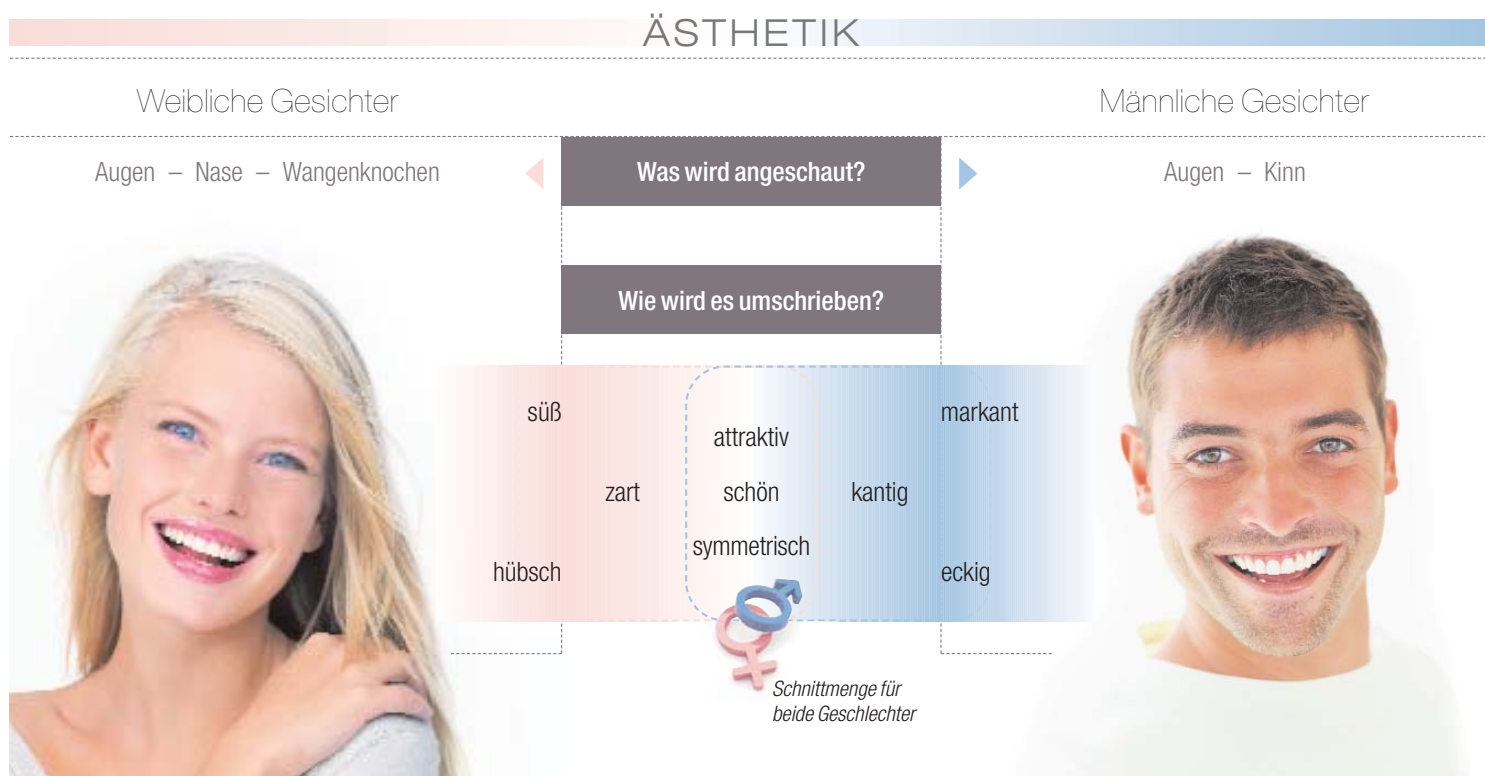 ÄSTHETIK
Weibliche Gesichter
Männliche Gesichter
Augen – Nase – Wangenknochen
Was wird angeschaut?
Augen – Kinn
Wie wird es umschrieben?
süß
markant
attraktiv
zart
schön
kantig
symmetrisch
hübsch
eckig
Schnittmenge für
beide Geschlechter